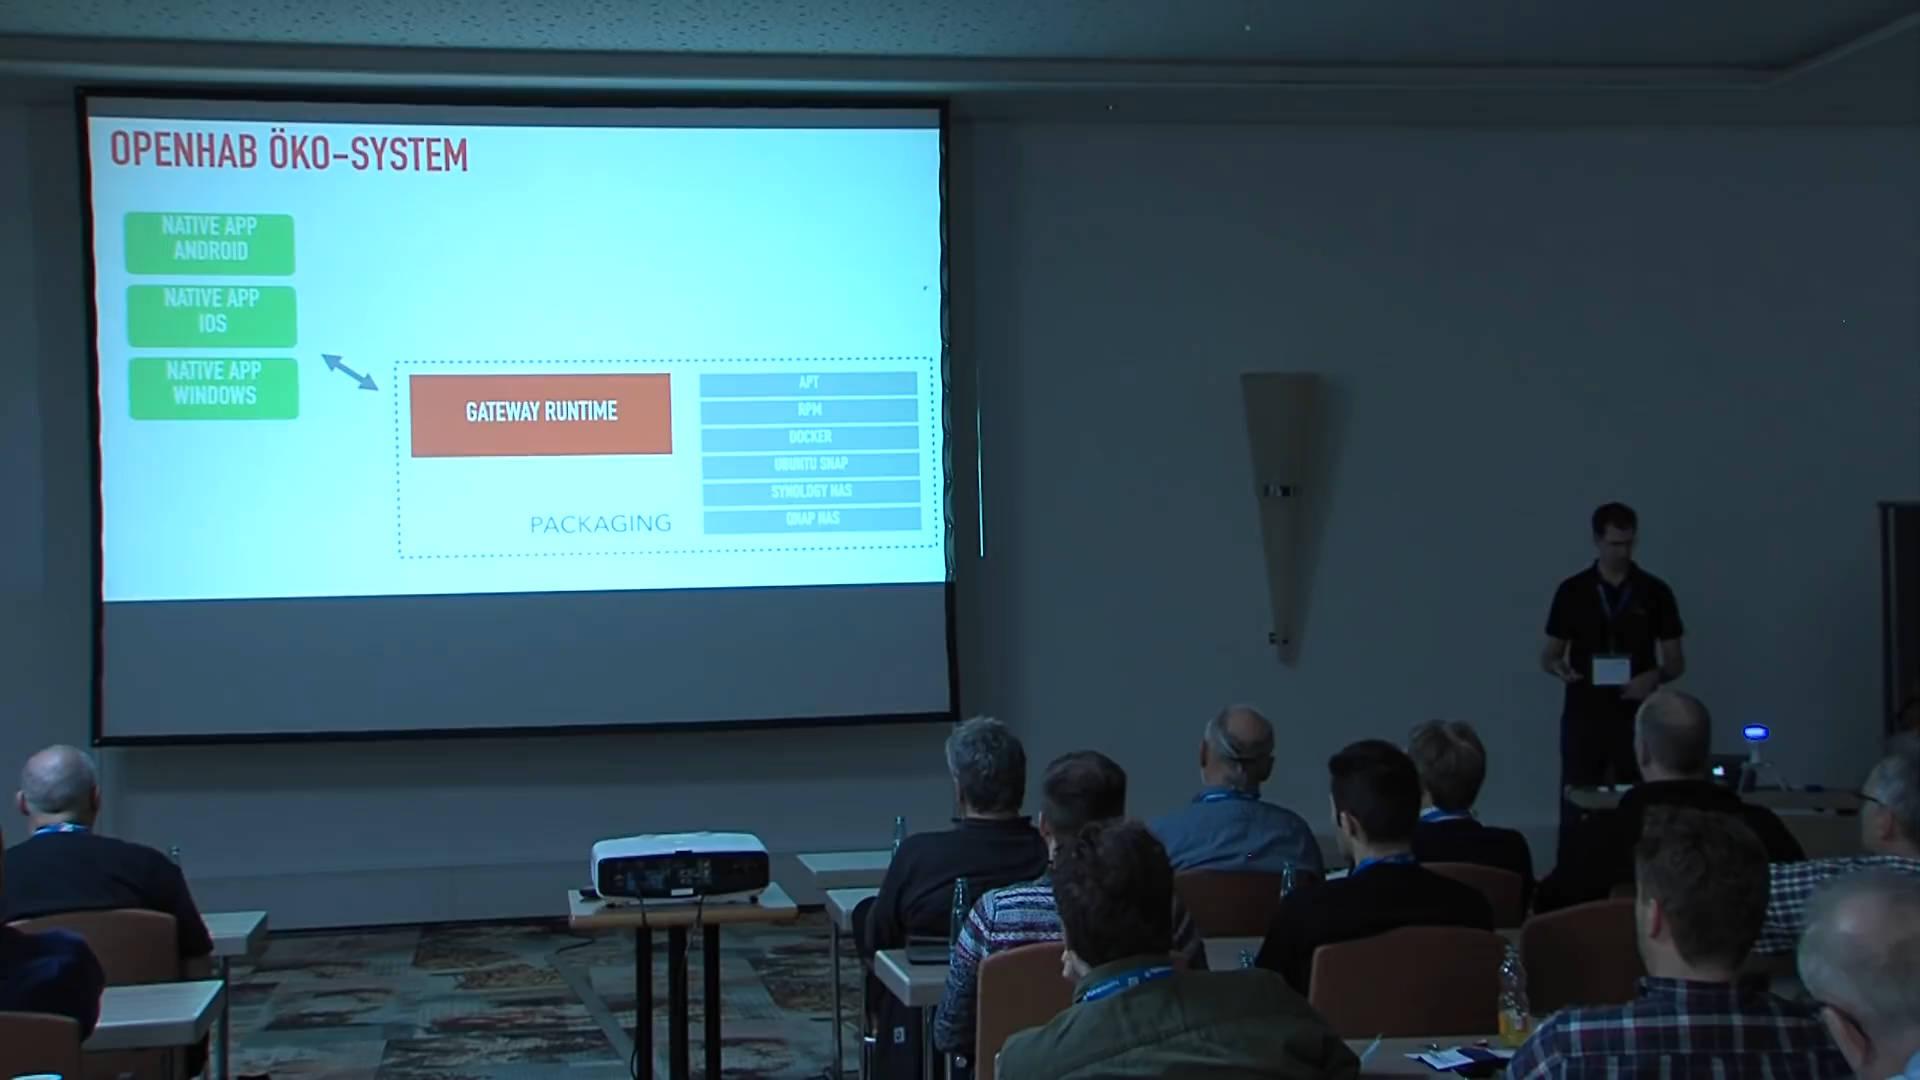 OPENHAB ÖKO-SYSTEM
NATIVE APP
ANDROID
NATIVE APP
IOS
NATIVE APP
WINDOWS
GATEWAY RUNTIME
PACKAGING
APT
RPM
DOCKER
UBUNTU SNAP
SYNOLOGY NAS
QNAP NAS